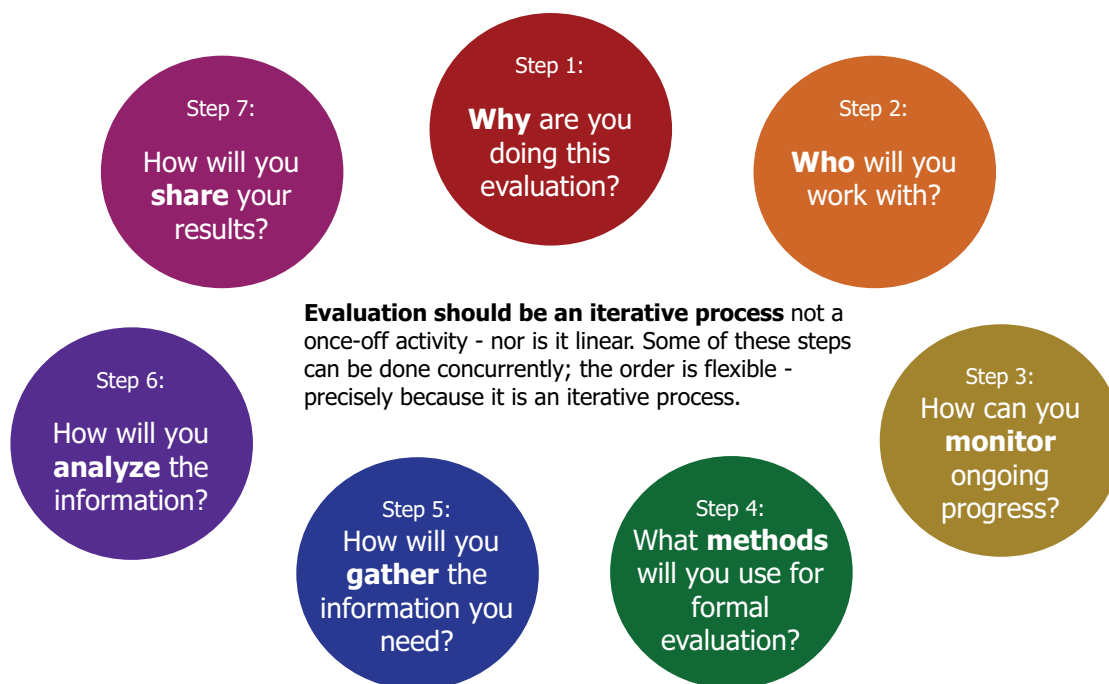 Step 1:
Why are you
doing this
evaluation?
Step 2:
Who will you
work with?
Step 3:
How can you
monitor
ongoing
progress?
Step 4:
What methods
will you use for
formal
evaluation?
Step 5:
How will you
gather the
information you
need?
Step 6:
How will you
analyze the
information?
Step 7:
How will you
share your
results?
Evaluation should be an iterative process not a
once-off activity - nor is it linear. Some of these steps
can be done concurrently; the order is flexible -
precisely because it is an iterative process.